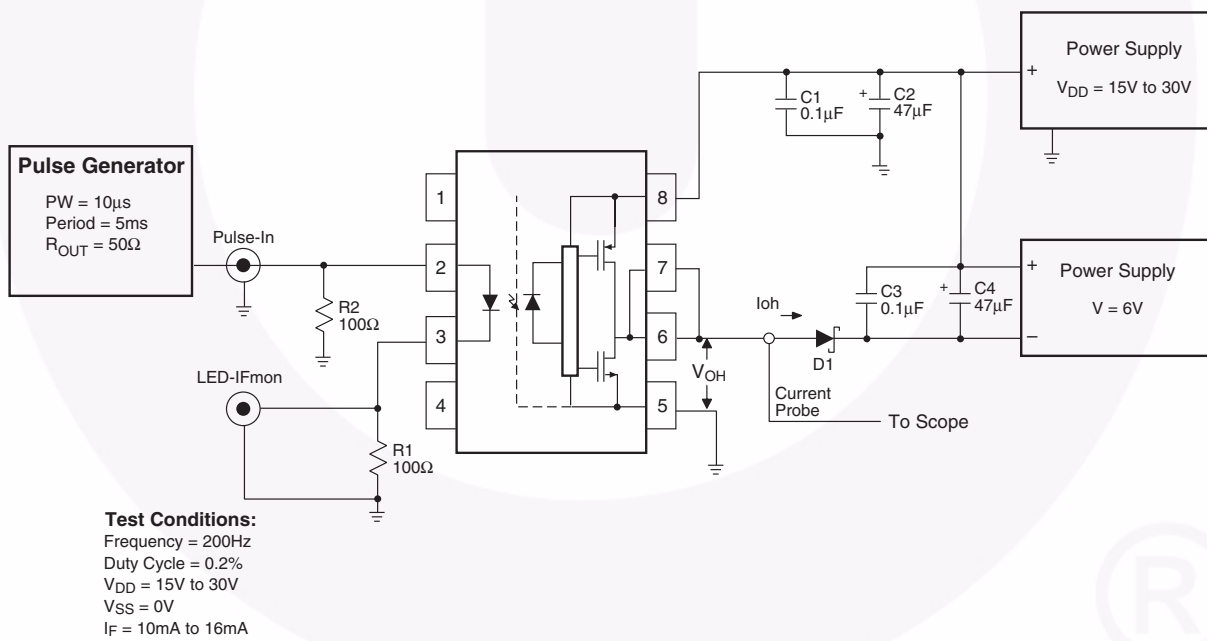 Pulse Generator
PW = 10µs
Period = 5ms
R_OUT = 50Ω
Pulse-In
R2
100Ω
LED-IFmon
R1
100Ω
1
2
3
4
8
7
6
5
V_OH
C1
0.1µF
+
C2
47µF
Power Supply
+
V_DD = 15V to 30V
Ioh
D1
Current
Probe
To Scope
C3
0.1µF
+
C4
47µF
+
Power Supply
V = 6V
–
Test Conditions:
Frequency = 200Hz
Duty Cycle = 0.2%
V_DD = 15V to 30V
V_SS = 0V
I_F = 10mA to 16mA
®